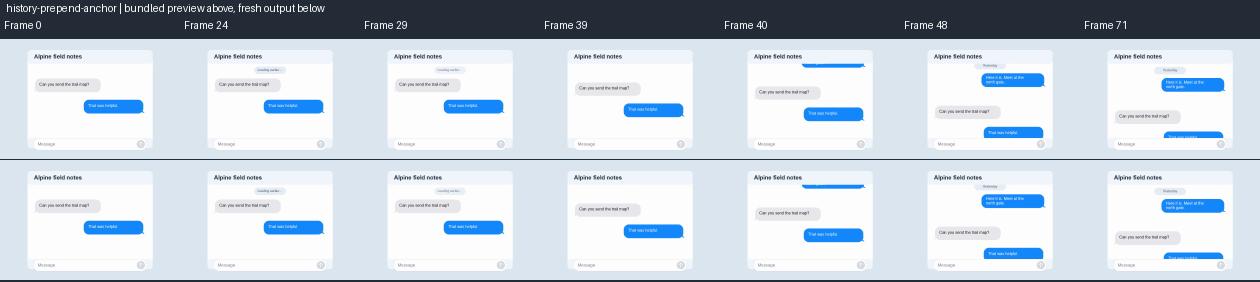 history-prepend-anchor | bundled preview above, fresh output below
Frame 0 Frame 24 Frame 29 Frame 39 Frame 40 Frame 48 Frame 71
Alpine field notes Alpine field notes Alpine field notes Alpine field notes Alpine field notes Alpine field notes Alpine field notes
Loading earlier… Loading earlier… Yesterday Yesterday
Here it is. Meet at the north gate. Here it is. Meet at the north gate.
Can you send the trail map? Can you send the trail map? Can you send the trail map? Can you send the trail map? Can you send the trail map? Can you send the trail map? Can you send the trail map?
That was helpful. That was helpful. That was helpful. That was helpful. That was helpful. That was helpful. That was helpful.
Message Message Message Message Message Message Message
Alpine field notes Alpine field notes Alpine field notes Alpine field notes Alpine field notes Alpine field notes Alpine field notes
Loading earlier… Loading earlier… Yesterday Yesterday
Here it is. Meet at the north gate. Here it is. Meet at the north gate.
Can you send the trail map? Can you send the trail map? Can you send the trail map? Can you send the trail map? Can you send the trail map? Can you send the trail map? Can you send the trail map?
That was helpful. That was helpful. That was helpful. That was helpful. That was helpful. That was helpful. That was helpful.
Message Message Message Message Message Message Message